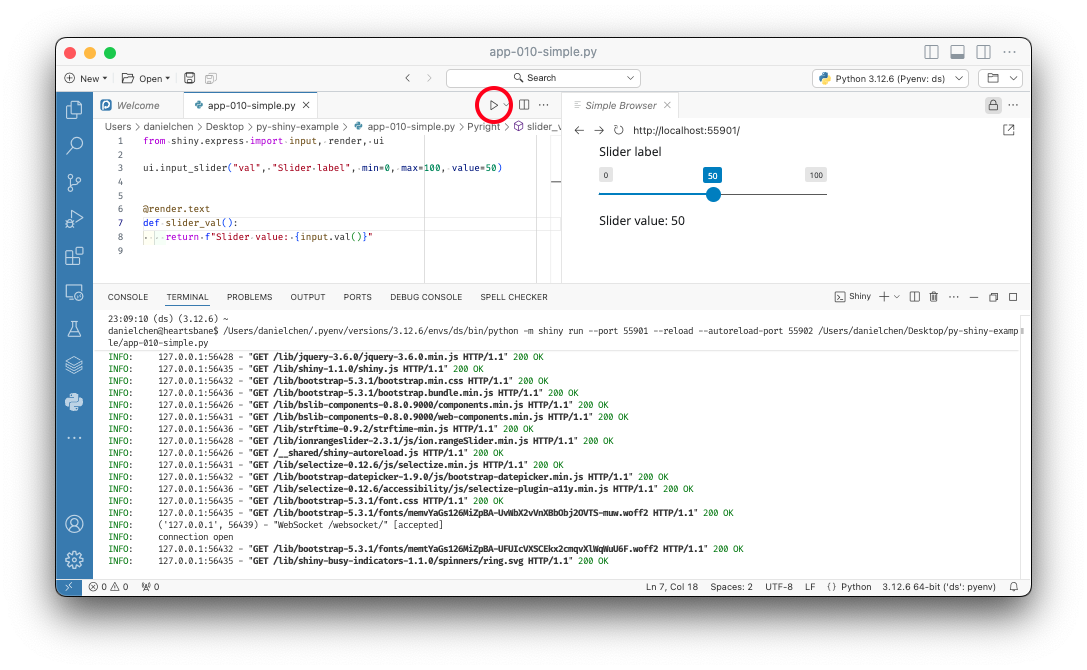 app-010-simple.py
New Open Search Python 3.12.6 (Pyenv: ds)
Welcome app-010-simple.py
Users > danielchen > Desktop > py-shiny-example > app-010-simple.py > Pyright > slider_v
1 from shiny.express import input, render, ui
2
3 ui.input_slider("val", "Slider label", min=0, max=100, value=50)
4
5
6 @render.text
7 def slider_val():
8 return f"Slider value: {input.val()}"
9
Simple Browser
http://localhost:55901/
Slider label
0 50 100
Slider value: 50
CONSOLE TERMINAL PROBLEMS OUTPUT PORTS DEBUG CONSOLE SPELL CHECKER Shiny
23:09:10 (ds) (3.12.6) ~
danielchen@heartsbane$ /Users/danielchen/.pyenv/versions/3.12.6/envs/ds/bin/python -m shiny run --port 55901 --reload --autoreload-port 55902 /Users/danielchen/Desktop/py-shiny-examp
le/app-010-simple.py
INFO: 127.0.0.1:56428 - "GET /lib/jquery-3.6.0/jquery-3.6.0.min.js HTTP/1.1" 200 OK
INFO: 127.0.0.1:56435 - "GET /lib/shiny-1.1.0/shiny.js HTTP/1.1" 200 OK
INFO: 127.0.0.1:56432 - "GET /lib/bootstrap-5.3.1/bootstrap.min.css HTTP/1.1" 200 OK
INFO: 127.0.0.1:56436 - "GET /lib/bootstrap-5.3.1/bootstrap.bundle.min.js HTTP/1.1" 200 OK
INFO: 127.0.0.1:56426 - "GET /lib/bslib-components-0.8.0.9000/components.min.js HTTP/1.1" 200 OK
INFO: 127.0.0.1:56431 - "GET /lib/bslib-components-0.8.0.9000/web-components.min.js HTTP/1.1" 200 OK
INFO: 127.0.0.1:56436 - "GET /lib/strftime-0.9.2/strftime-min.js HTTP/1.1" 200 OK
INFO: 127.0.0.1:56428 - "GET /lib/ionrangeslider-2.3.1/js/ion.rangeSlider.min.js HTTP/1.1" 200 OK
INFO: 127.0.0.1:56426 - "GET /__shared/shiny-autoreload.js HTTP/1.1" 200 OK
INFO: 127.0.0.1:56431 - "GET /lib/selectize-0.12.6/js/selectize.min.js HTTP/1.1" 200 OK
INFO: 127.0.0.1:56432 - "GET /lib/bootstrap-datepicker-1.9.0/js/bootstrap-datepicker.min.js HTTP/1.1" 200 OK
INFO: 127.0.0.1:56436 - "GET /lib/selectize-0.12.6/accessibility/js/selectize-plugin-a11y.min.js HTTP/1.1" 200 OK
INFO: 127.0.0.1:56435 - "GET /lib/bootstrap-5.3.1/font.css HTTP/1.1" 200 OK
INFO: 127.0.0.1:56435 - "GET /lib/bootstrap-5.3.1/fonts/memvYaGs126MiZpBA-UvWbX2vVnXBbObj2OVTS-muw.woff2 HTTP/1.1" 200 OK
INFO: ('127.0.0.1', 56439) - "WebSocket /websocket/" [accepted]
INFO: connection open
INFO: 127.0.0.1:56432 - "GET /lib/bootstrap-5.3.1/fonts/memtYaGs126MiZpBA-UFUIcVXSCEkx2cmqvXlWqWuU6F.woff2 HTTP/1.1" 200 OK
INFO: 127.0.0.1:56435 - "GET /lib/shiny-busy-indicators-1.1.0/spinners/ring.svg HTTP/1.1" 200 OK
0 0 0 Ln 7, Col 18 Spaces: 2 UTF-8 LF {} Python 3.12.6 64-bit ('ds': pyenv)